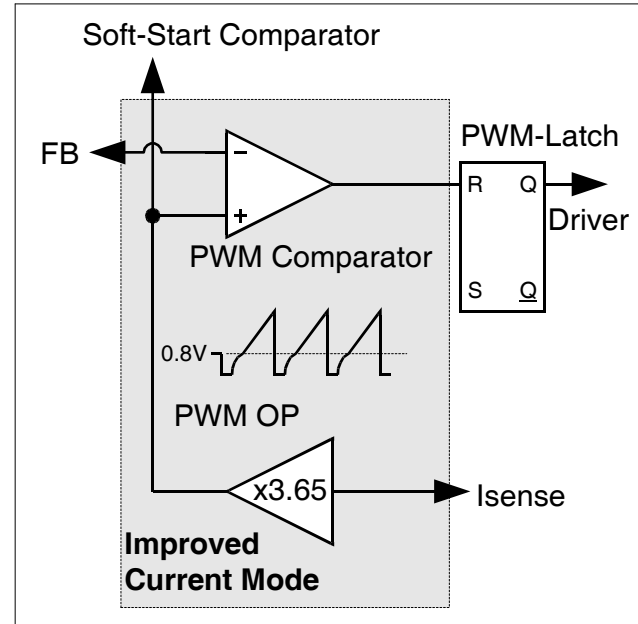 Soft-Start Comparator
FB
PWM-Latch
−
+
R Q
Driver
PWM Comparator
S Q
0.8V
PWM OP
x3.65
Isense
Improved
Current Mode